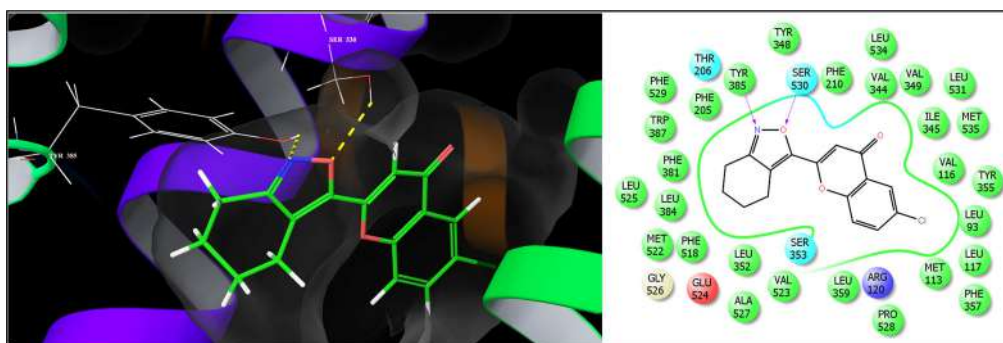 SER 530
TYR 385
TYR
348
LEU
534
THR
206
TYR
385
SER
530
PHE
210
VAL
344
VAL
349
LEU
531
PHE
529
PHE
205
TRP
387
ILE
345
MET
535
N
O
O
PHE
381
VAL
116
TYR
355
LEU
525
LEU
384
O
Cl
LEU
93
MET
522
PHE
518
LEU
352
SER
353
LEU
117
GLY
526
GLU
524
ALA
527
VAL
523
LEU
359
ARG
120
MET
113
PHE
357
PRO
528